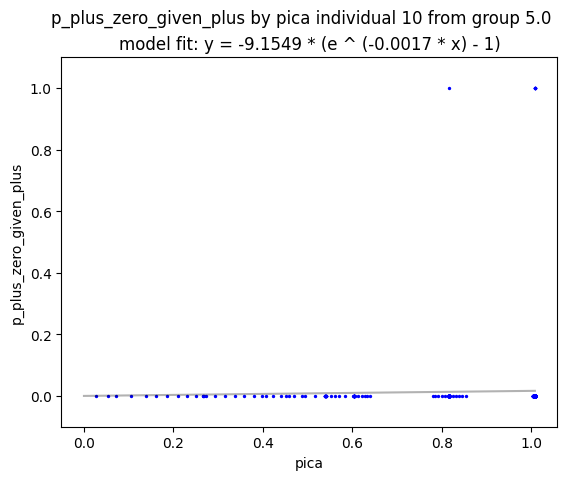 p_plus_zero_given_plus by pica individual 10 from group 5.0
model fit: y = -9.1549 * (e ^ (-0.0017 * x) - 1)
p_plus_zero_given_plus
1.0
0.8
0.6
0.4
0.2
0.0
0.0 0.2 0.4 0.6 0.8 1.0
pica